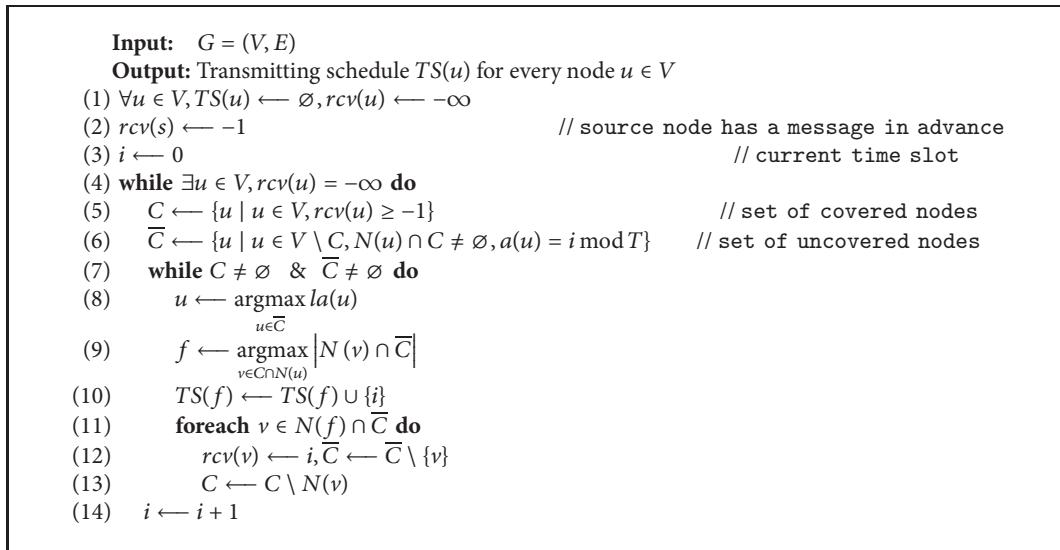 Input: G = (V, E)
Output: Transmitting schedule TS(u) for every node u ∈ V
(1) ∀u ∈ V, TS(u) ⟵ ∅, rcv(u) ⟵ −∞
(2) rcv(s) ⟵ −1 // source node has a message in advance
(3) i ⟵ 0 // current time slot
(4) while ∃u ∈ V, rcv(u) = −∞ do
(5) C ⟵ {u | u ∈ V, rcv(u) ≥ −1} // set of covered nodes
(6) C̅ ⟵ {u | u ∈ V \ C, N(u) ∩ C ≠ ∅, a(u) = i mod T} // set of uncovered nodes
(7) while C ≠ ∅ & C̅ ≠ ∅ do
(8) u ⟵ argmax la(u)
u∈C̅
(9) f ⟵ argmax |N (v) ∩ C̅|
v∈C∩N(u)
(10) TS(f) ⟵ TS(f) ∪ {i}
(11) foreach v ∈ N(f) ∩ C̅ do
(12) rcv(v) ⟵ i, C̅ ⟵ C̅ \ {v}
(13) C ⟵ C \ N(v)
(14) i ⟵ i + 1